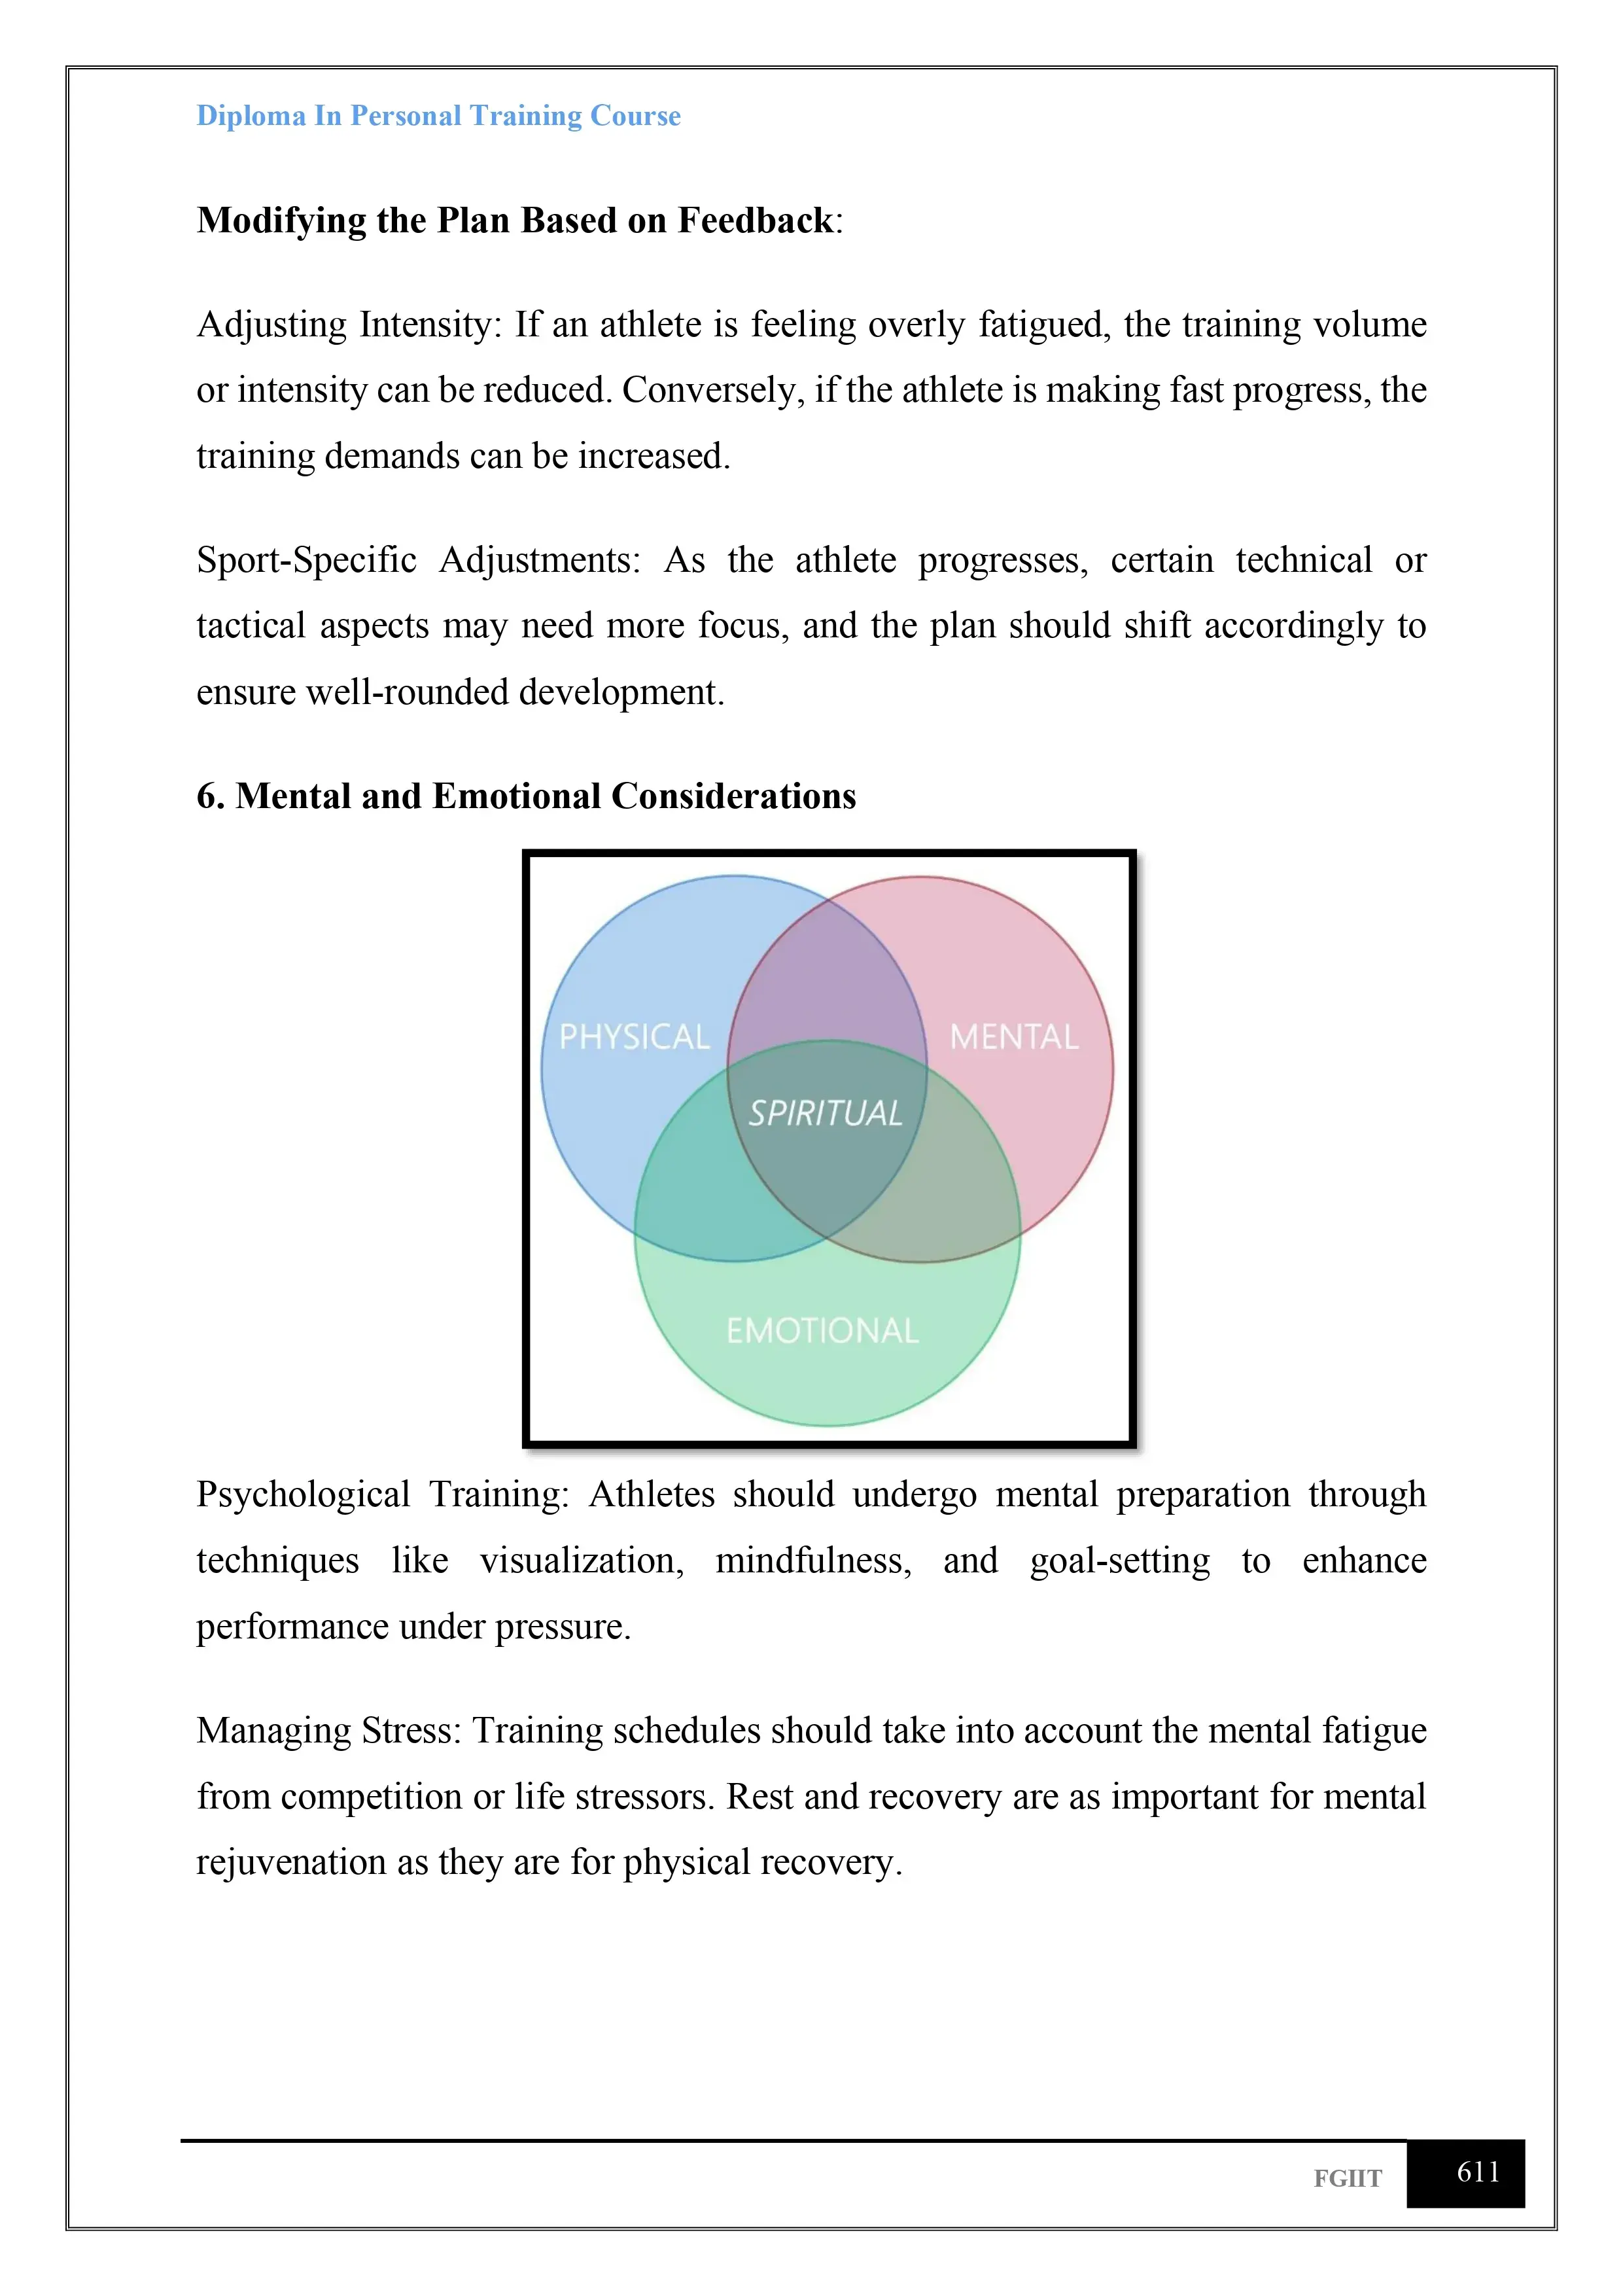 Diploma In Personal Training Course
Modifying the Plan Based on Feedback:
Adjusting Intensity: If an athlete is feeling overly fatigued, the training volume
or intensity can be reduced. Conversely, if the athlete is making fast progress, the
training demands can be increased.
Sport-Specific Adjustments: As the athlete progresses, certain technical or
tactical aspects may need more focus, and the plan should shift accordingly to
ensure well-rounded development.
6. Mental and Emotional Considerations
PHYSICAL
MENTAL
SPIRITUAL
EMOTIONAL
Psychological Training: Athletes should undergo mental preparation through
techniques like visualization, mindfulness, and goal-setting to enhance
performance under pressure.
Managing Stress: Training schedules should take into account the mental fatigue
from competition or life stressors. Rest and recovery are as important for mental
rejuvenation as they are for physical recovery.
FGIIT
611